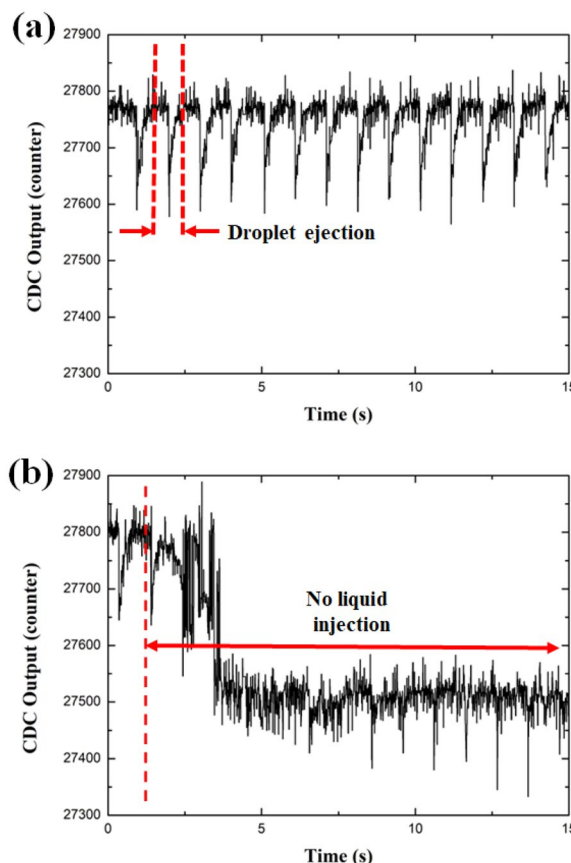 (a)
27900
27800
27700
27600
27500
27400
27300
CDC Output (counter)
Droplet ejection
0
5
10
15
Time (s)
(b)
27900
27800
27700
27600
27500
27400
27300
CDC Output (counter)
No liquid
injection
0
5
10
15
Time (s)